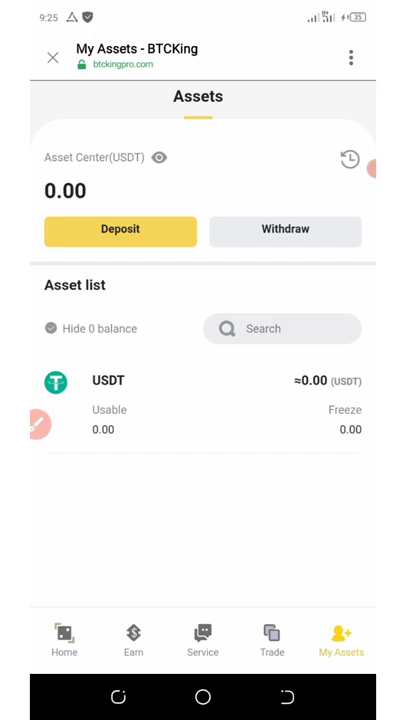 9:25
35
My Assets - BTCKing
btckingpro.com
Assets
Asset Center(USDT)
0.00
Deposit
Withdraw
Asset list
Hide 0 balance
Search
USDT
≈0.00 (USDT)
Usable
Freeze
0.00
0.00
Home
Earn
Service
Trade
My Assets